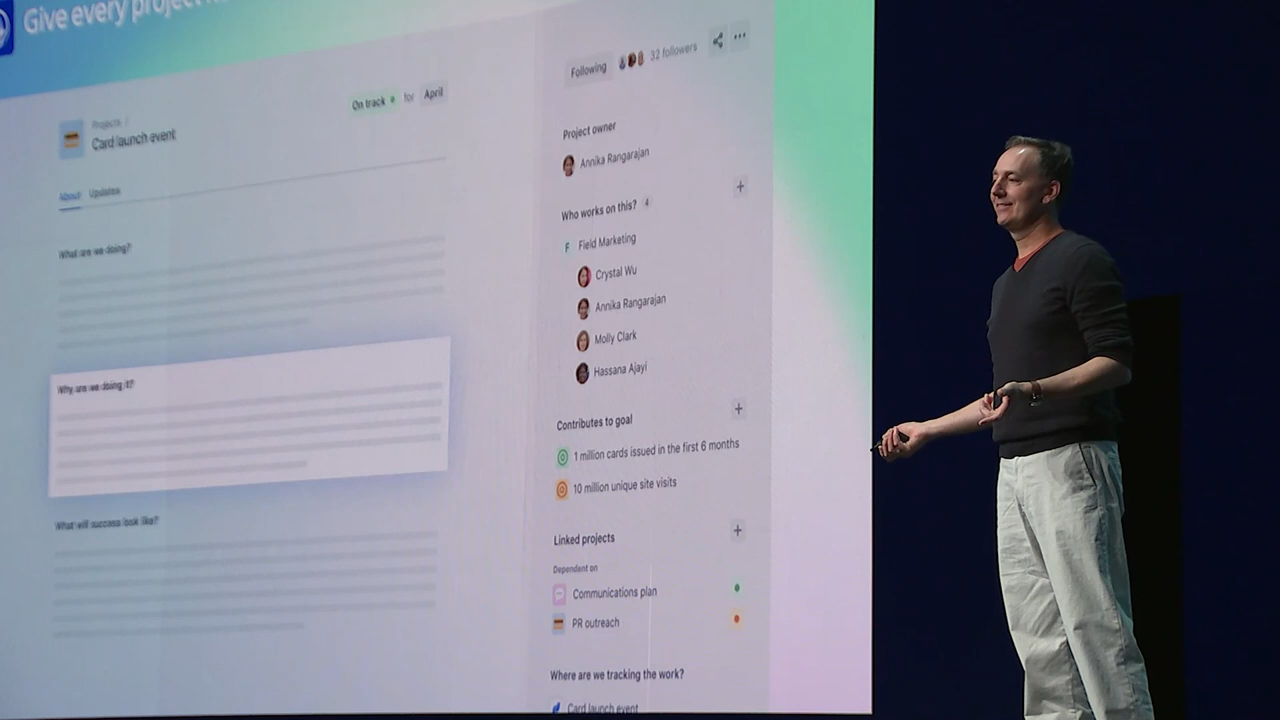 Give every project
Following
32 followers
On track for April
Projects /
Card launch event
About Updates
What are we doing?
Why are we doing it?
What will success look like?
Project owner
Annika Rangarajan
Who works on this? 4
F Field Marketing
Crystal Wu
Annika Rangarajan
Molly Clark
Hassana Ajayi
Contributes to goal
1 million cards issued in the first 6 months
10 million unique site visits
Linked projects
Dependent on
Communications plan
PR outreach
Where are we tracking the work?
Card launch event